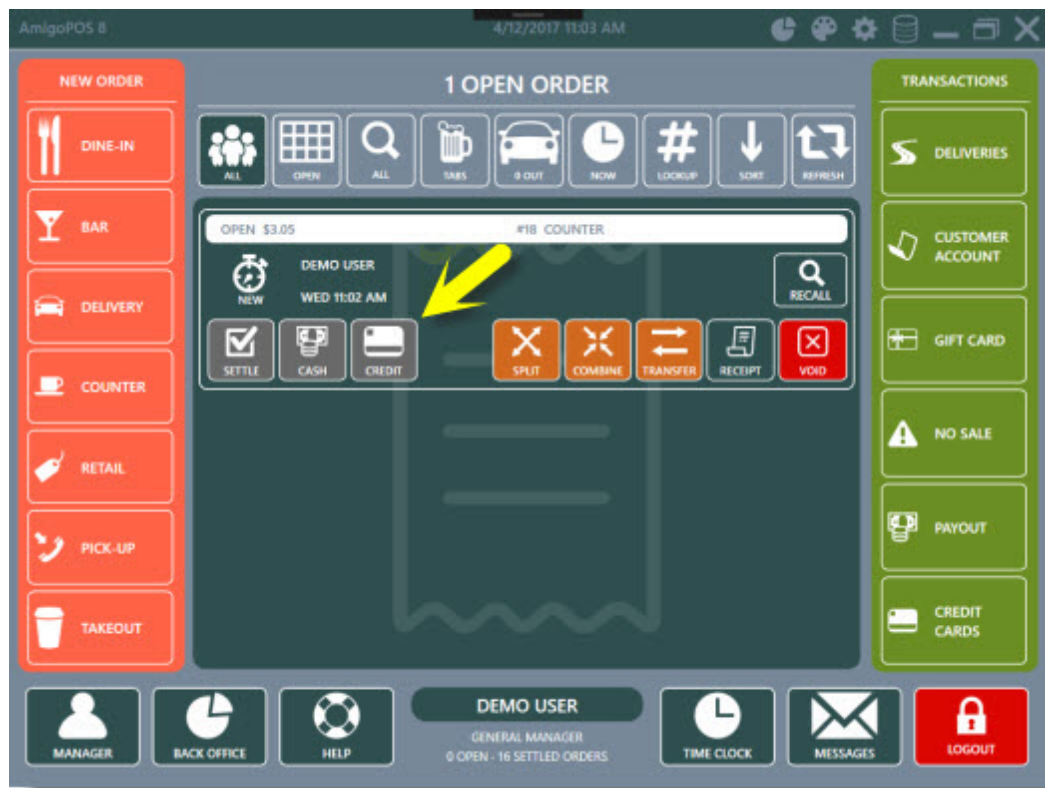 AmigoPOS 8
4/12/2017 11:03 AM
NEW ORDER
DINE-IN
BAR
DELIVERY
COUNTER
RETAIL
PICK-UP
TAKEOUT
1 OPEN ORDER
ALL
OPEN
ALL
TABS
0 OUT
NOW
#
LOOKUP
SORT
REFRESH
OPEN $3.05
#18 COUNTER
NEW
DEMO USER
WED 11:02 AM
RECALL
SETTLE
CASH
CREDIT
SPLIT
COMBINE
TRANSFER
RECEIPT
VOID
TRANSACTIONS
DELIVERIES
CUSTOMER
ACCOUNT
GIFT CARD
NO SALE
PAYOUT
CREDIT
CARDS
MANAGER
BACK OFFICE
HELP
DEMO USER
GENERAL MANAGER
0 OPEN - 16 SETTLED ORDERS
TIME CLOCK
MESSAGES
LOGOUT